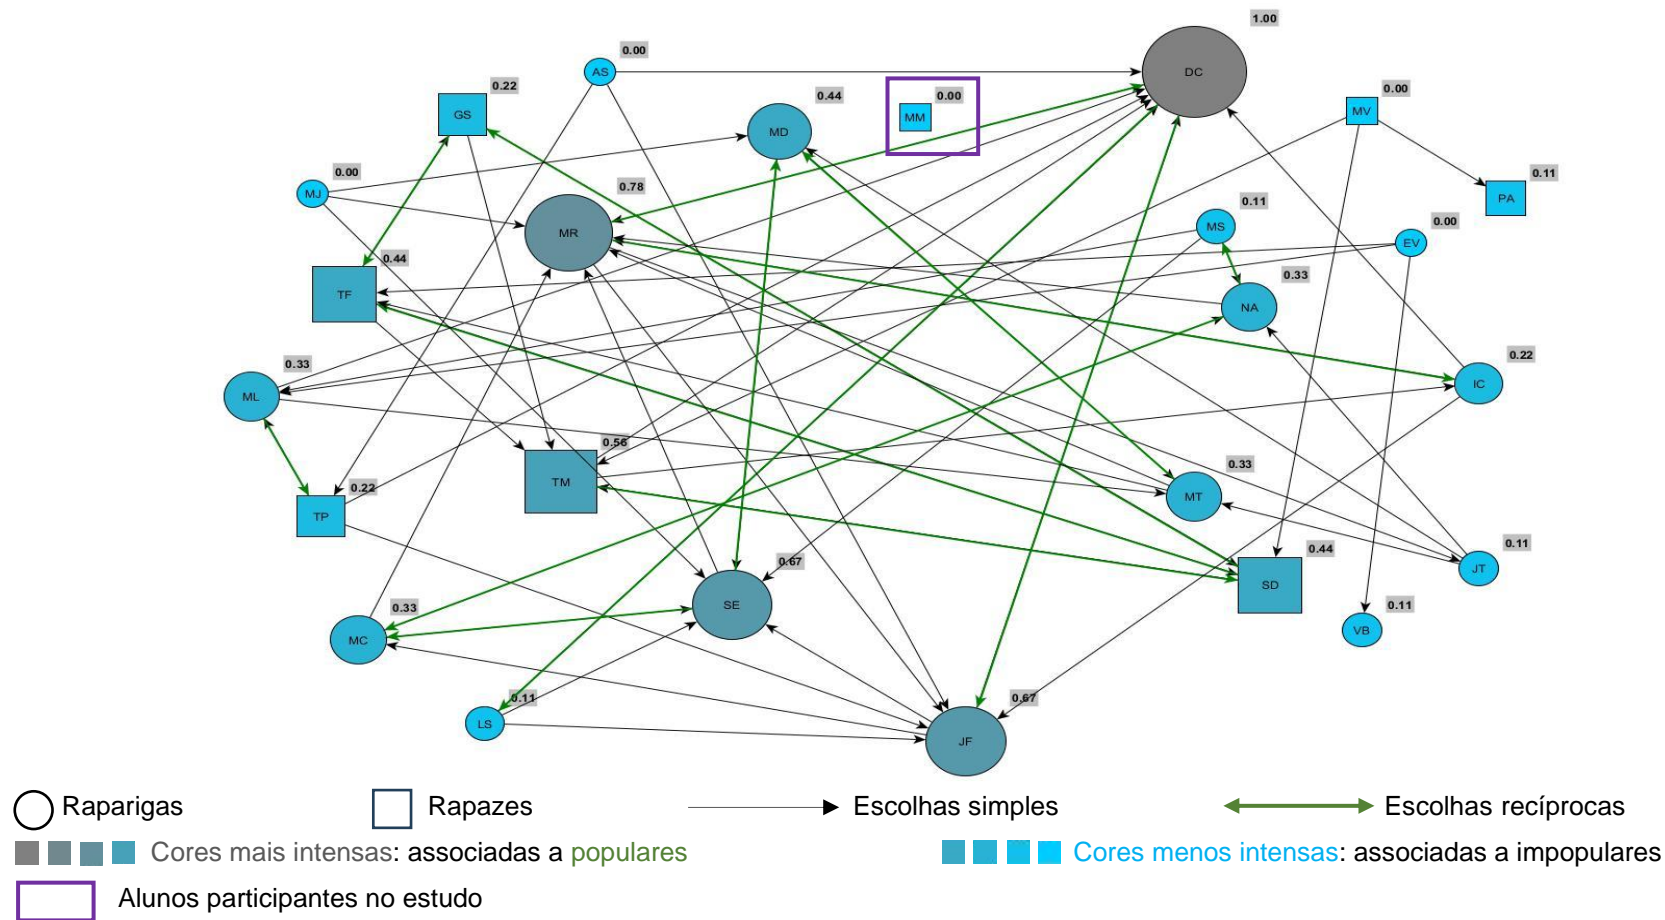 1.00
AS 0.00
DC
GS 0.22
MD 0.44
MM 0.00
MV 0.00
MJ 0.00
MR 0.78
PA 0.11
MS 0.11
EV 0.00
TF 0.44
NA 0.33
ML 0.33
IC 0.22
TM 0.56
MT 0.33
TP 0.22
SD 0.44
JT 0.11
SE 0.67
MC 0.33
VB 0.11
LS 0.11
JF 0.67
Raparigas Rapazes Escolhas simples Escolhas recíprocas
Cores mais intensas: associadas a populares Cores menos intensas: associadas a impopulares
Alunos participantes no estudo